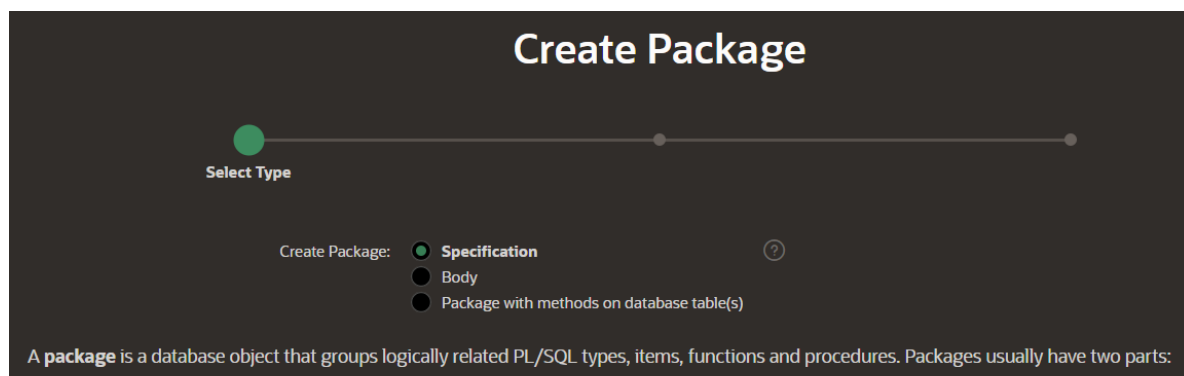 Create Package
Select Type
Create Package: Specification ?
Body
Package with methods on database table(s)
A package is a database object that groups logically related PL/SQL types, items, functions and procedures. Packages usually have two parts: